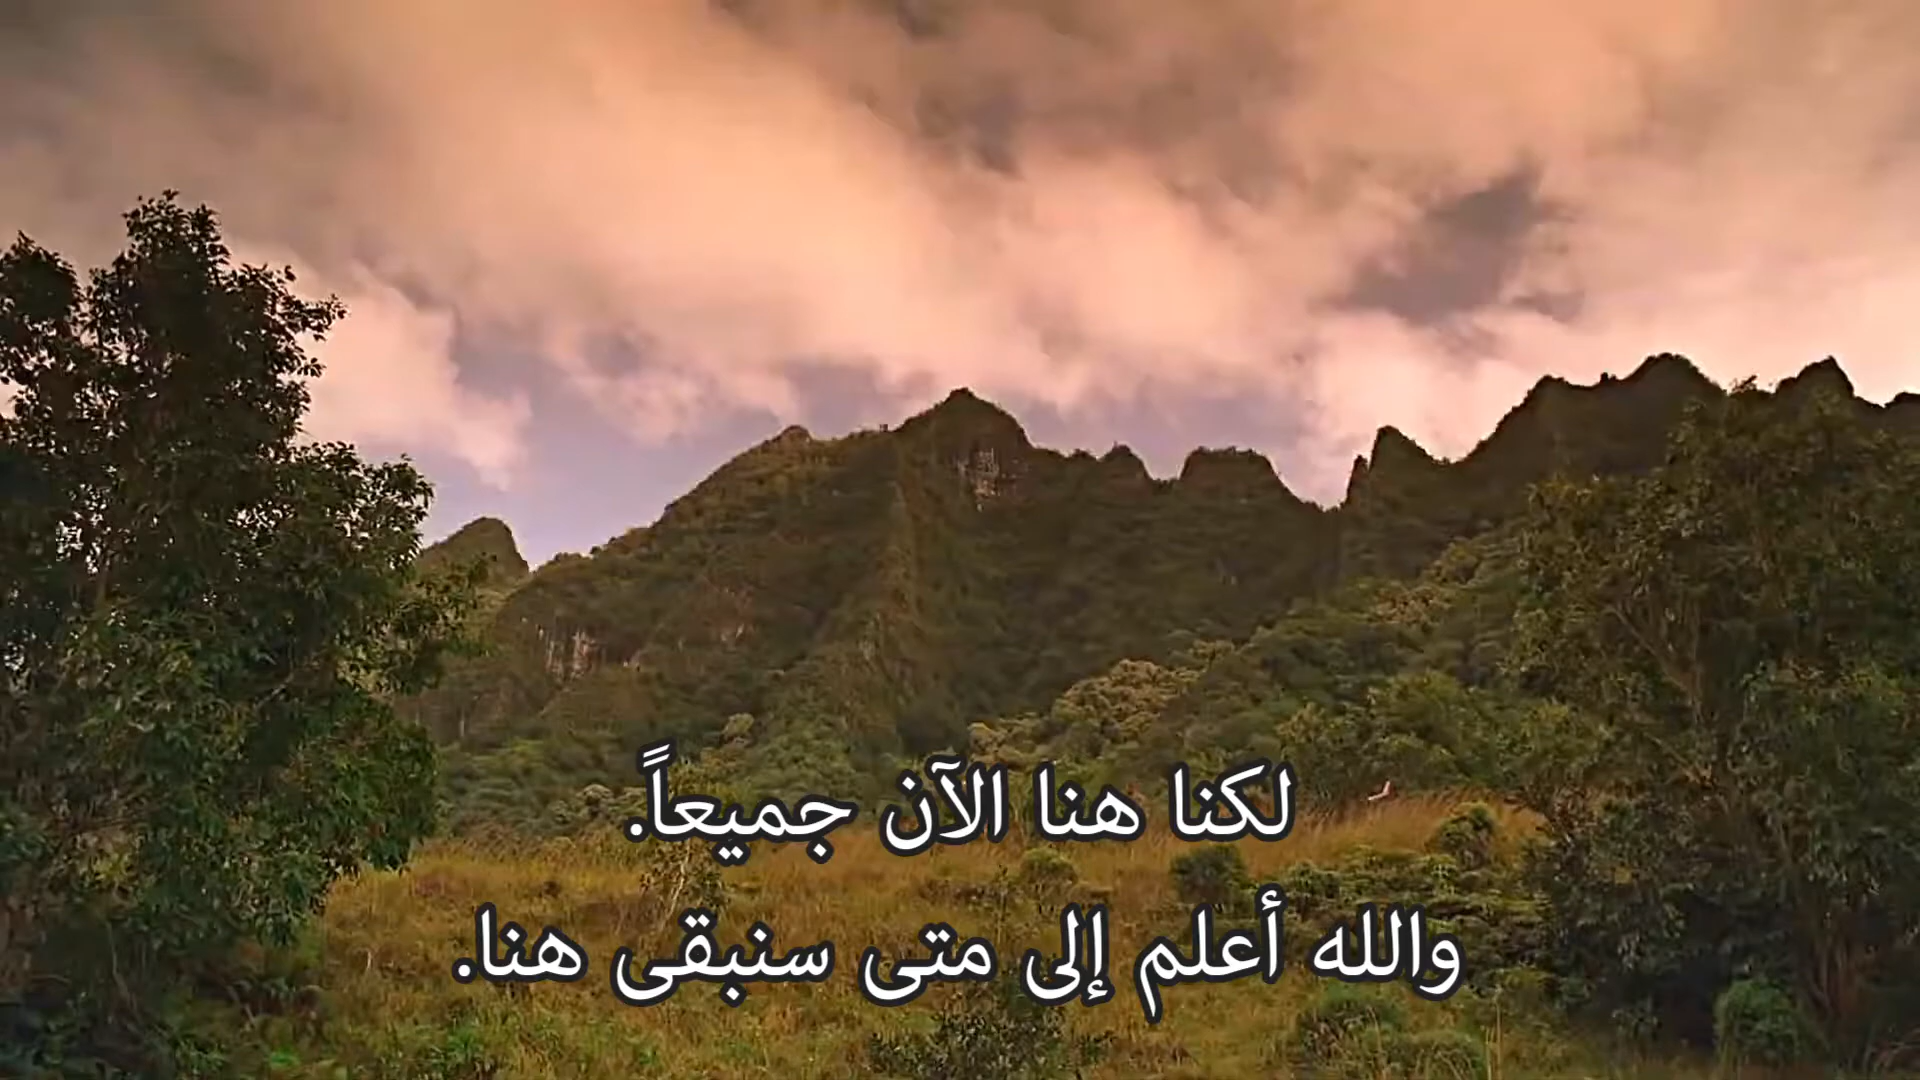 لكنا هنا الآن جميعاً.
والله أعلم إلى متى سنبقى هنا.